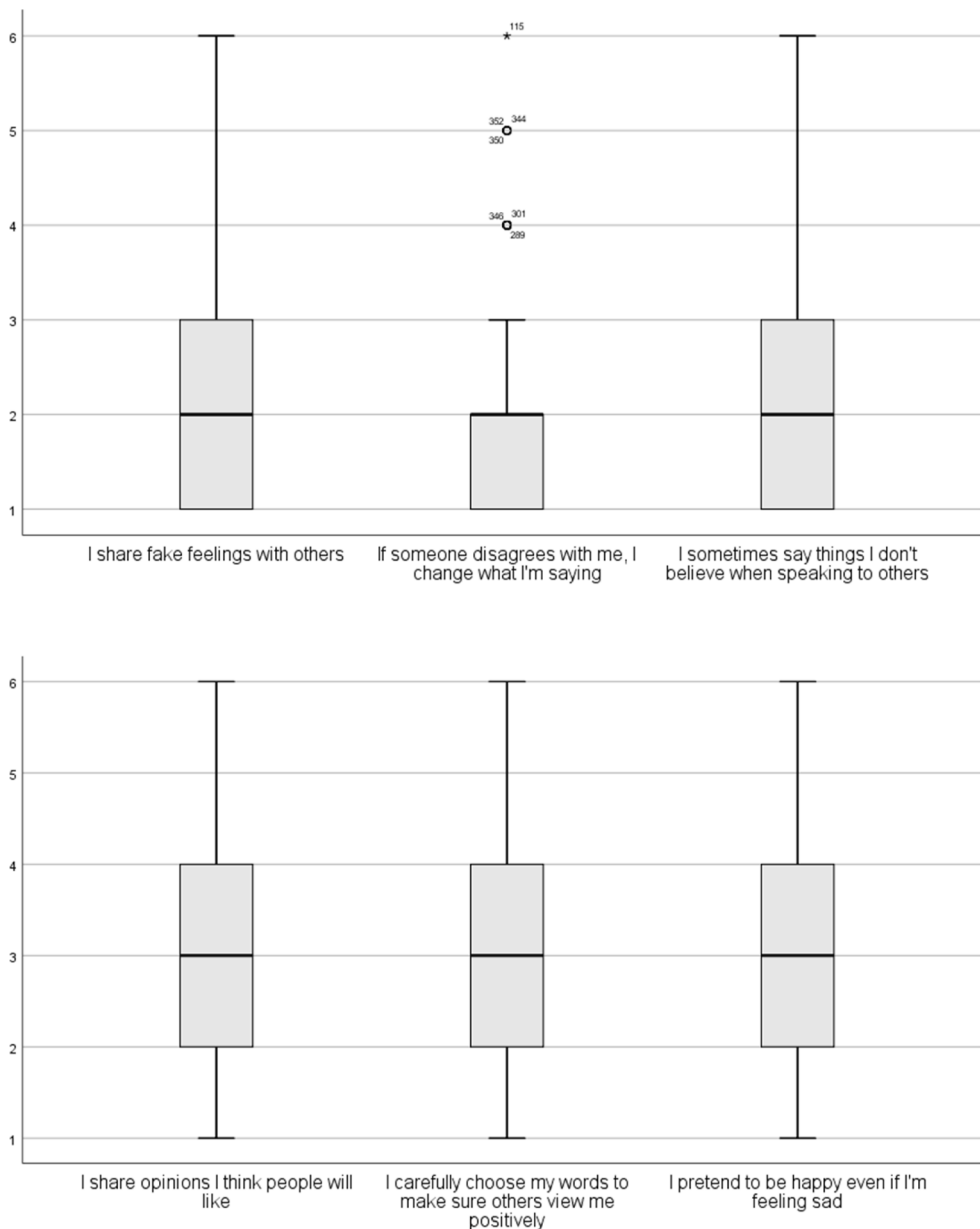 6
115
5
352 344
350
4
346 301
289
3
2
1
I share fake feelings with others
If someone disagrees with me, I
change what I'm saying
I sometimes say things I don't
believe when speaking to others
6
5
4
3
2
1
I share opinions I think people will
like
I carefully choose my words to
make sure others view me
positively
I pretend to be happy even if I'm
feeling sad